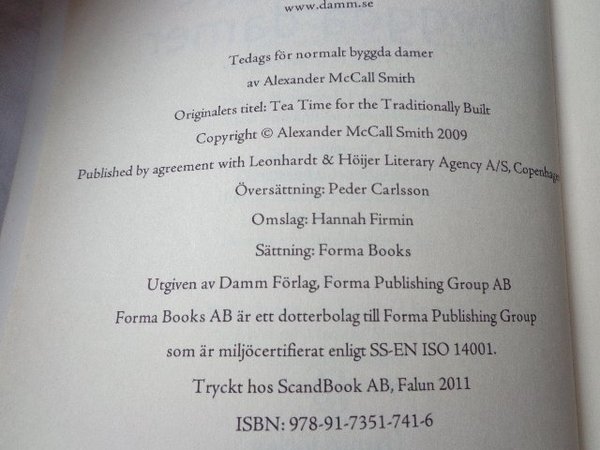 www.damm.se
Tedags för normalt byggda damer
av Alexander McCall Smith
Originalets titel: Tea Time for the Traditionally Built
Copyright © Alexander McCall Smith 2009
Published by agreement with Leonhardt & Höijer Literary Agency A/S, Copenhagen
Översättning: Peder Carlsson
Omslag: Hannah Firmin
Sättning: Forma Books
Utgiven av Damm Förlag, Forma Publishing Group AB
Forma Books AB är ett dotterbolag till Forma Publishing Group
som är miljöcertifierat enligt SS-EN ISO 14001.
Tryckt hos ScandBook AB, Falun 2011
ISBN: 978-91-7351-741-6